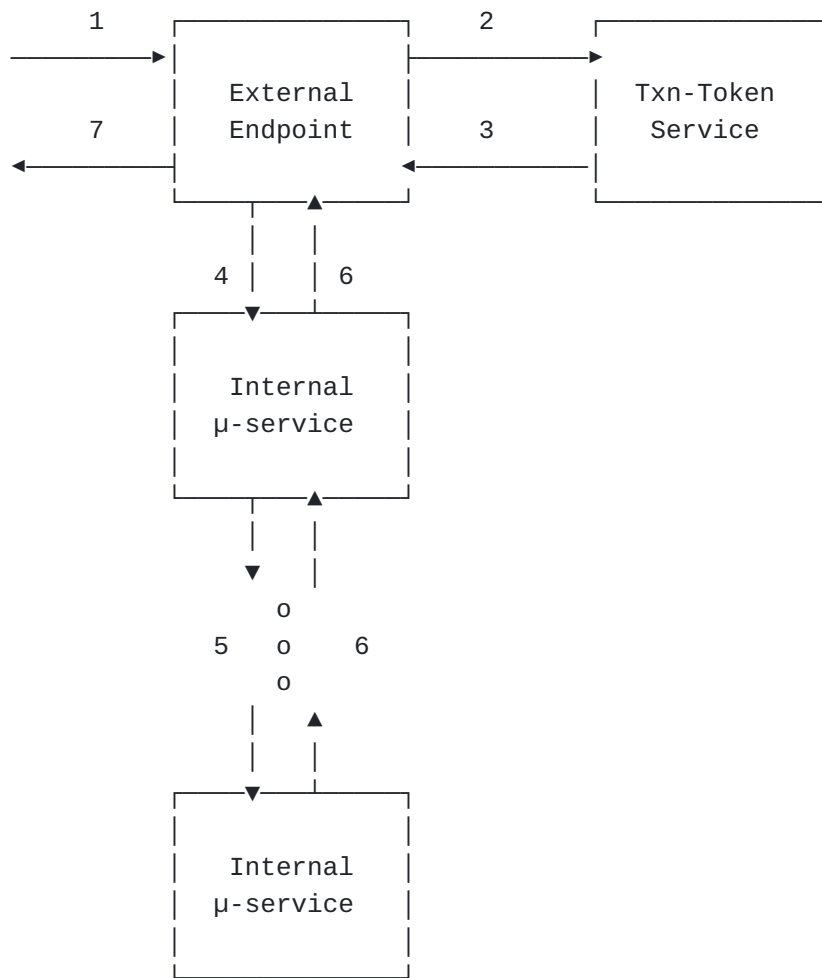 1
2
External
Endpoint
Txn-Token
Service
7
3
4
6
Internal
µ-service
o
5 o 6
o
Internal
µ-service